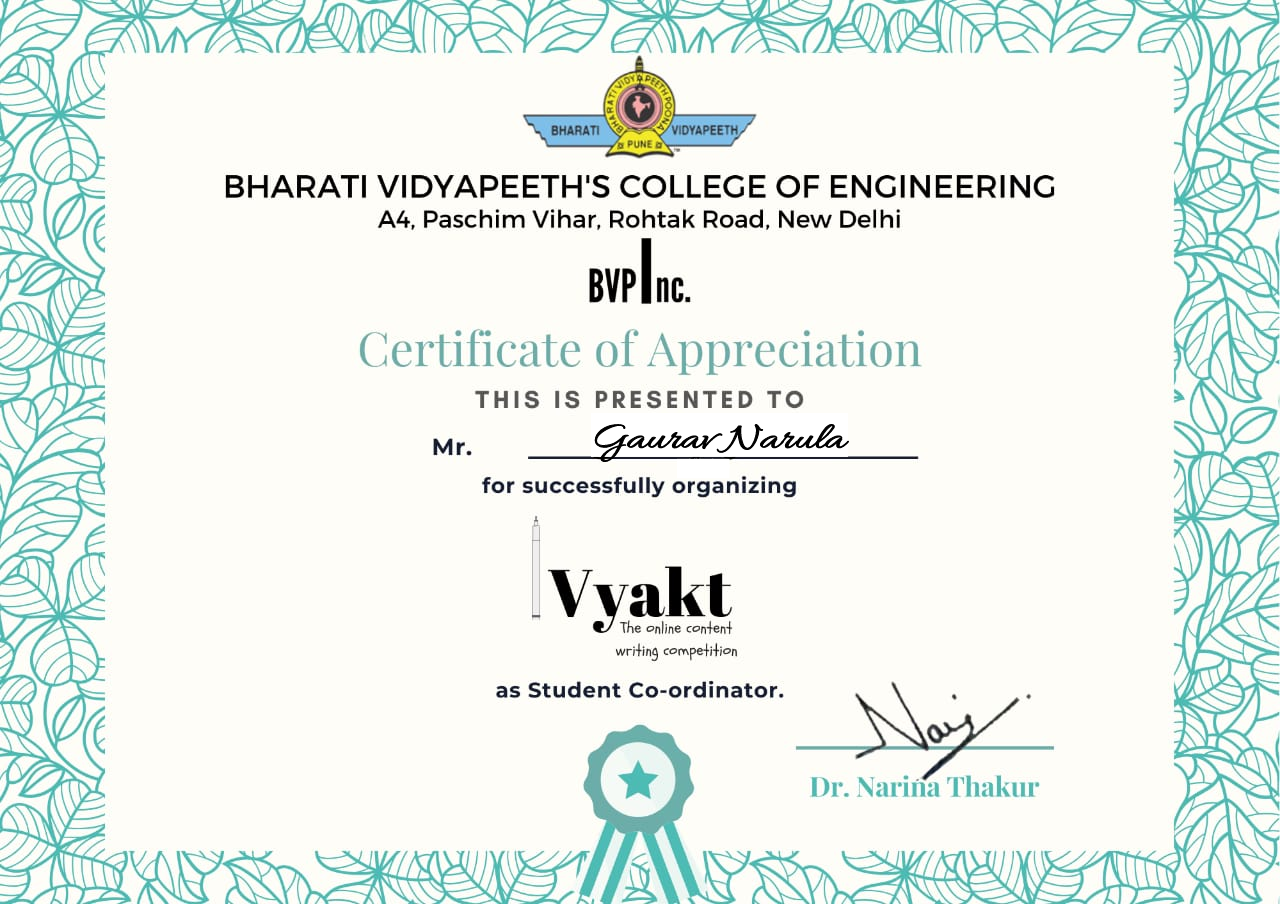 BHARATI VIDYAPEETH POONA
BHARATI VIDYAPEETH
PUNE
TM
BHARATI VIDYAPEETH'S COLLEGE OF ENGINEERING
A4, Paschim Vihar, Rohtak Road, New Delhi
BVP Inc.
Certificate of Appreciation
THIS IS PRESENTED TO
Mr. Gaurav Narula
for successfully organizing
Vyakt
The online content
writing competition
as Student Co-ordinator.
Dr. Narina Thakur